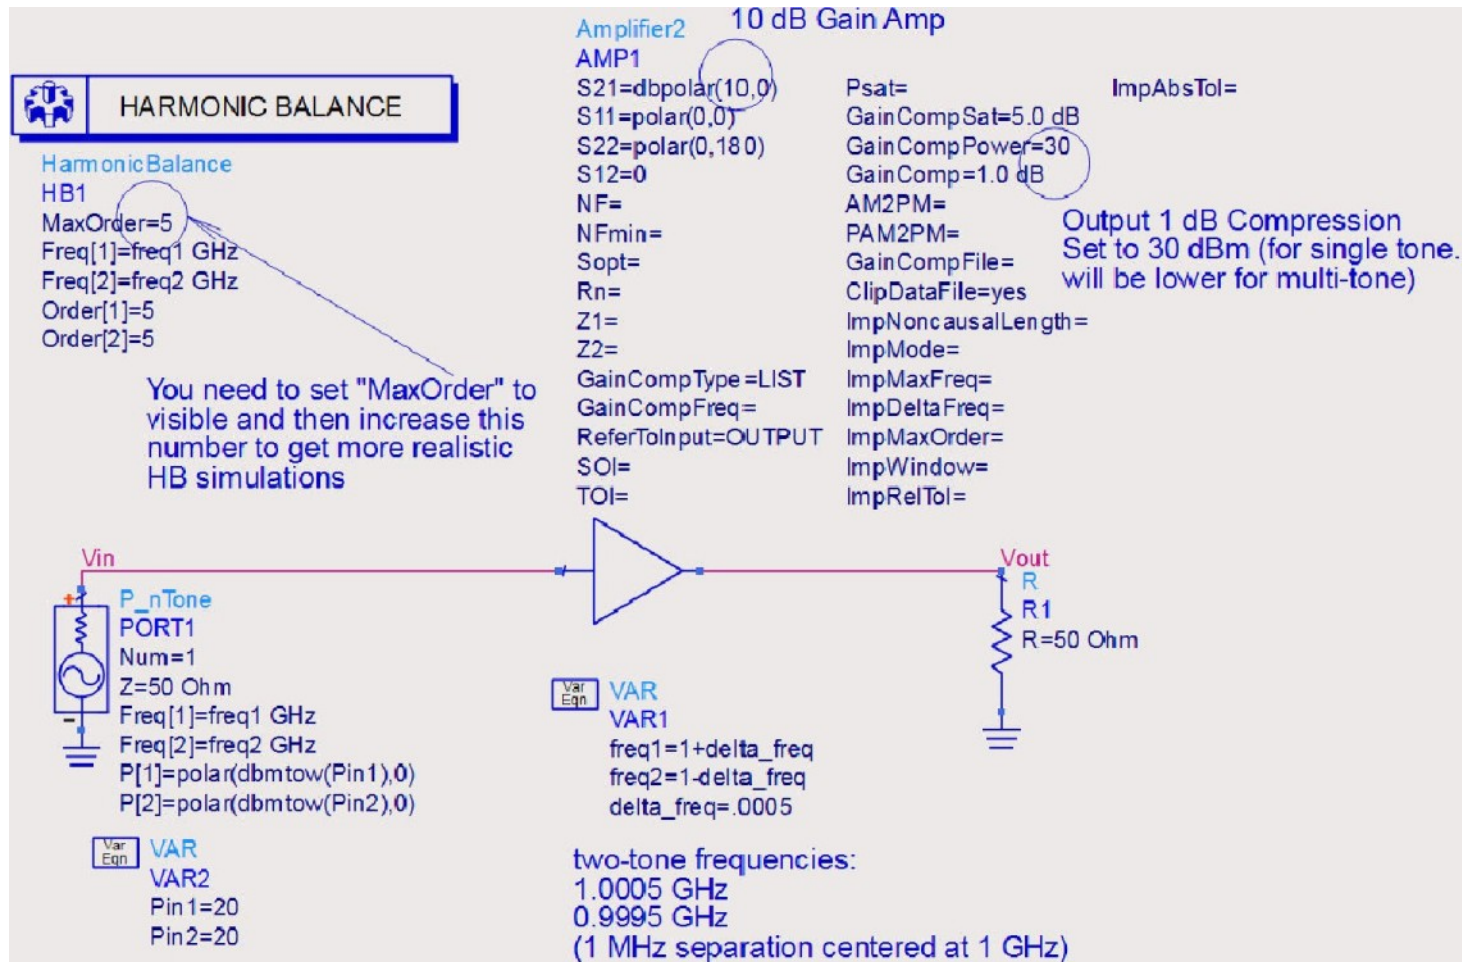 10 dB Gain Amp
HARMONIC BALANCE
HarmonicBalance
HB1
MaxOrder=5
Freq[1]=freq1 GHz
Freq[2]=freq2 GHz
Order[1]=5
Order[2]=5
You need to set "MaxOrder" to
visible and then increase this
number to get more realistic
HB simulations
Amplifier2
AMP1
S21=dbpolar(10,0)
S11=polar(0,0)
S22=polar(0,180)
S12=0
NF=
NFmin=
Sopt=
Rn=
Z1=
Z2=
GainCompType=LIST
GainCompFreq=
ReferToInput=OUTPUT
SOI=
TOI=
Psat=
GainCompSat=5.0 dB
GainCompPower=30
GainComp=1.0 dB
AM2PM=
PAM2PM=
GainCompFile=
ClipDataFile=yes
ImpNoncausalLength=
ImpMode=
ImpMaxFreq=
ImpDeltaFreq=
ImpMaxOrder=
ImpWindow=
ImpRelTol=
ImpAbsTol=
Output 1 dB Compression
Set to 30 dBm (for single tone.
will be lower for multi-tone)
Vin
+
P_nTone
PORT1
Num=1
Z=50 Ohm
Freq[1]=freq1 GHz
Freq[2]=freq2 GHz
P[1]=polar(dbmtow(Pin1),0)
P[2]=polar(dbmtow(Pin2),0)
-
Vout
R
R1
R=50 Ohm
Var
Eqn
VAR
VAR2
Pin1=20
Pin2=20
Var
Eqn
VAR
VAR1
freq1=1+delta_freq
freq2=1-delta_freq
delta_freq=.0005
two-tone frequencies:
1.0005 GHz
0.9995 GHz
(1 MHz separation centered at 1 GHz)